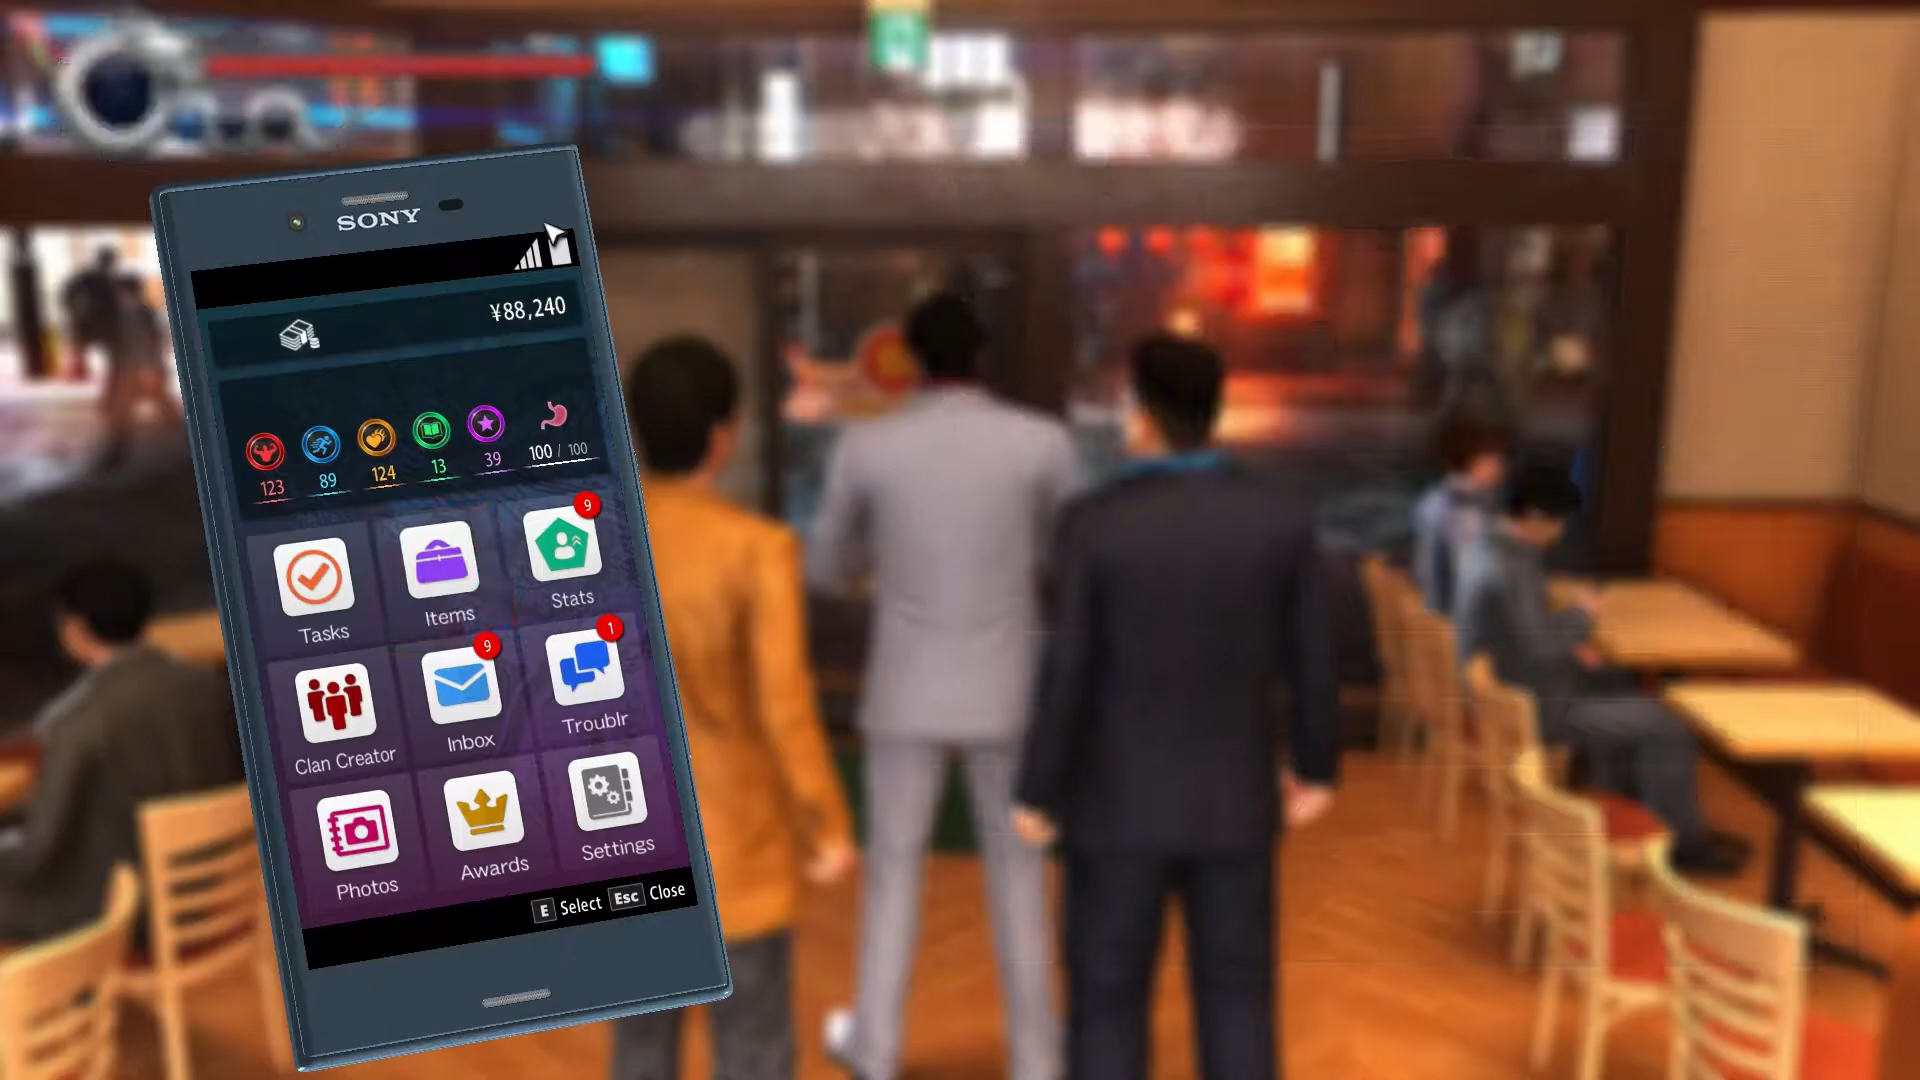 SONY
¥88,240
123 89 124 13 39 100 / 100
9
Tasks Items Stats
9 1
Clan Creator Inbox Troublr
Photos Awards Settings
E Select Esc Close